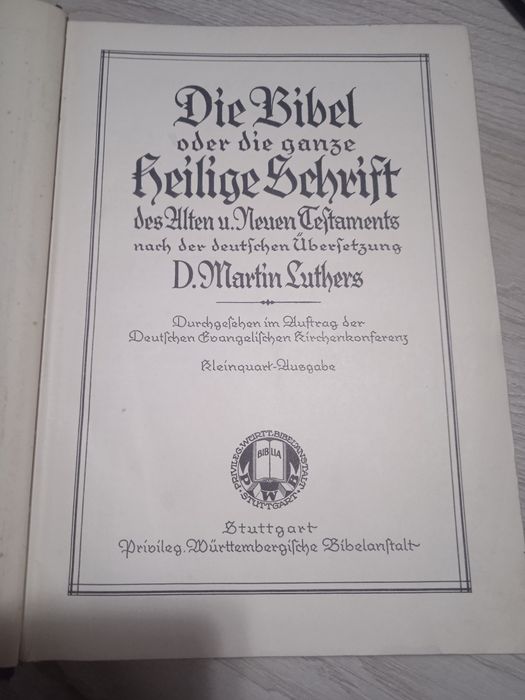 Die Bibel
oder die ganze
Heilige Schrift
des Alten u. Neuen Testaments
nach der deutschen Übersetzung
D. Martin Luthers
Durchgesehen im Auftrag der
Deutschen Evangelischen Kirchenkonferenz
Kleinquart-Ausgabe
PRIVILEG. WÜRTT. BIBELANSTALT
BIBLIA
PWB
• STUTTGART •
Stuttgart
Privileg. Württembergische Bibelanstalt